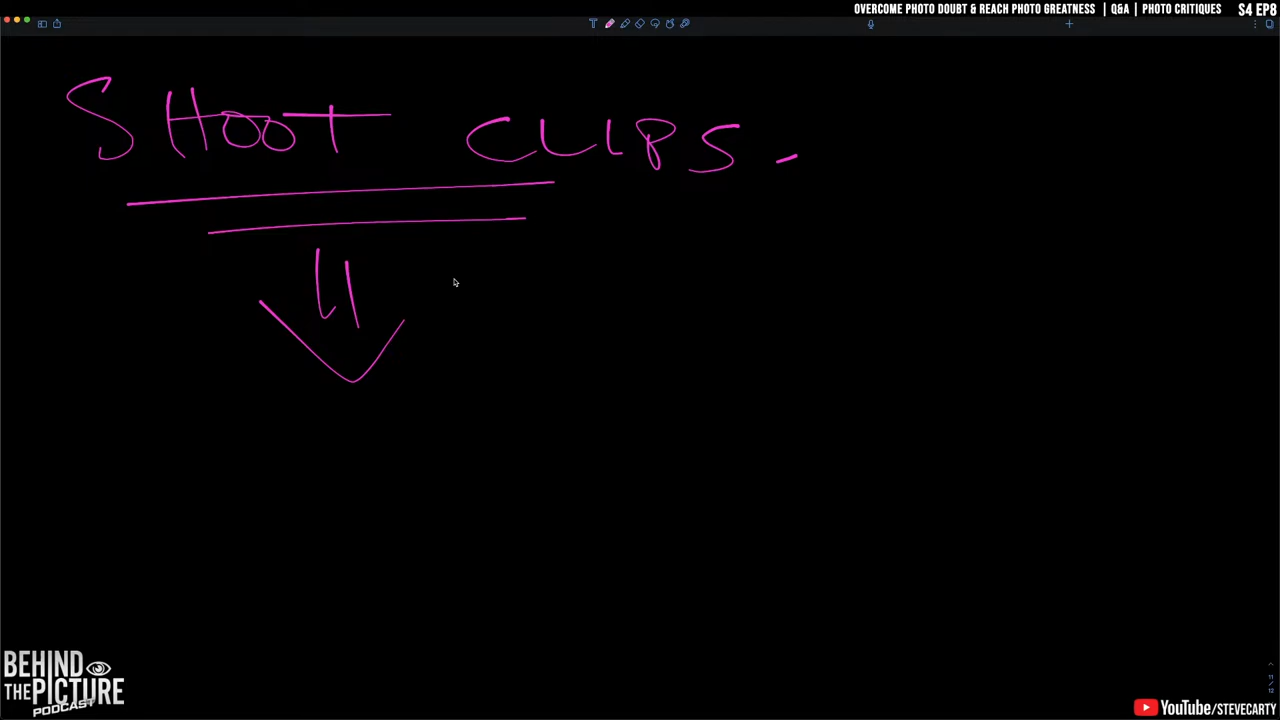 OVERCOME PHOTO DOUBT & REACH PHOTO GREATNESS | Q&A | PHOTO CRITIQUES S4 EP8
SHOOT CLIPS -
BEHIND
THE PICTURE
PODCAST
YouTube/STEVECARTY